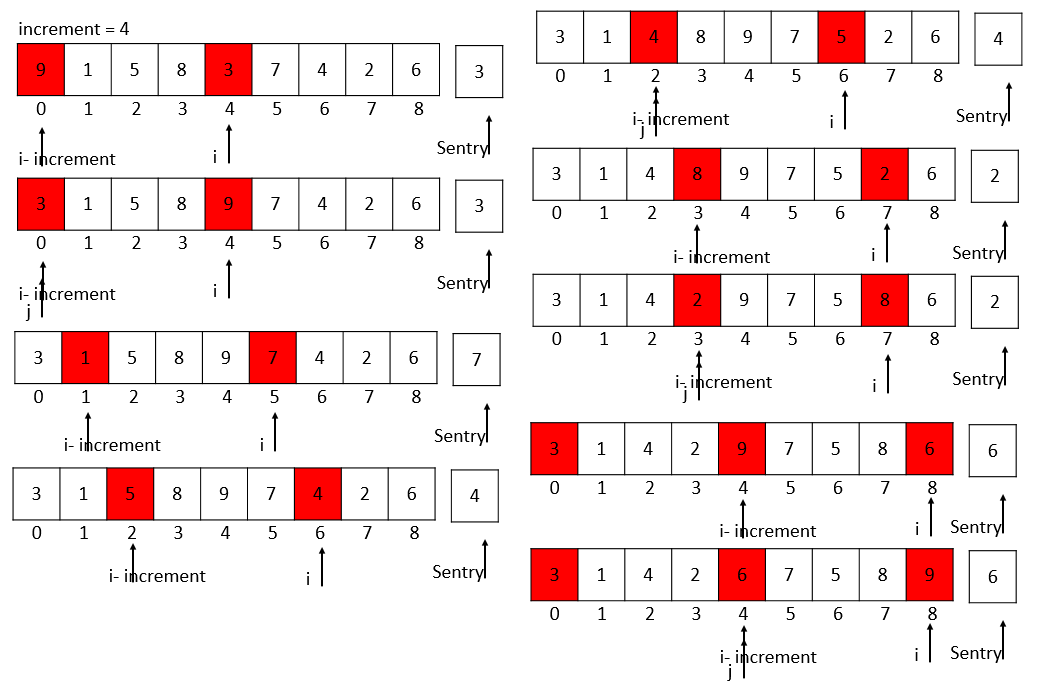 increment = 4
9 1 5 8 3 7 4 2 6 3
0 1 2 3 4 5 6 7 8
i- increment i Sentry
3 1 5 8 9 7 4 2 6 3
0 1 2 3 4 5 6 7 8
i- increment i Sentry
j
3 1 5 8 9 7 4 2 6 7
0 1 2 3 4 5 6 7 8
i- increment i Sentry
3 1 5 8 9 7 4 2 6 4
0 1 2 3 4 5 6 7 8
i- increment i Sentry
3 1 4 8 9 7 5 2 6 4
0 1 2 3 4 5 6 7 8
i- increment i Sentry
j
3 1 4 8 9 7 5 2 6 2
0 1 2 3 4 5 6 7 8
i- increment i Sentry
3 1 4 2 9 7 5 8 6 2
0 1 2 3 4 5 6 7 8
i- increment i Sentry
j
3 1 4 2 9 7 5 8 6 6
0 1 2 3 4 5 6 7 8
i- increment i Sentry
3 1 4 2 6 7 5 8 9 6
0 1 2 3 4 5 6 7 8
i- increment i Sentry
j